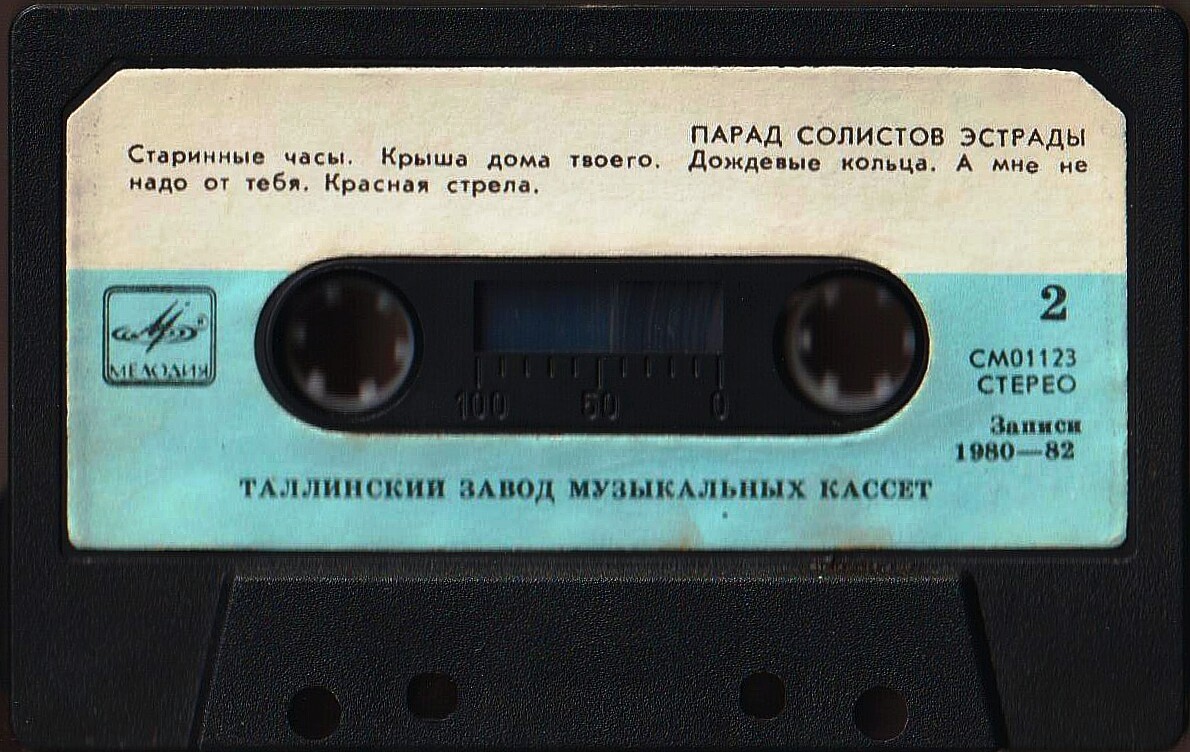 ПАРАД СОЛИСТОВ ЭСТРАДЫ
Старинные часы. Крыша дома твоего. Дождевые кольца. А мне не
надо от тебя. Красная стрела.
МЕЛОДИЯ
2
СМ01123
СТЕРЕО
Записи
1980—82
100 50 0
ТАЛЛИНСКИЙ ЗАВОД МУЗЫКАЛЬНЫХ КАССЕТ